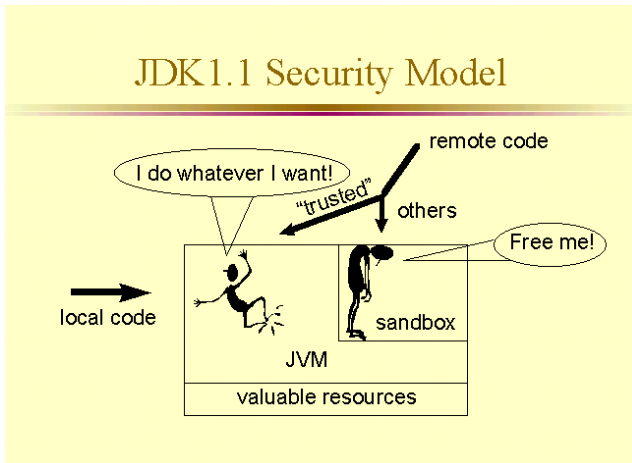 JDK1.1 Security Model
remote code
I do whatever I want!
"trusted"
others
Free me!
local code
sandbox
JVM
valuable resources